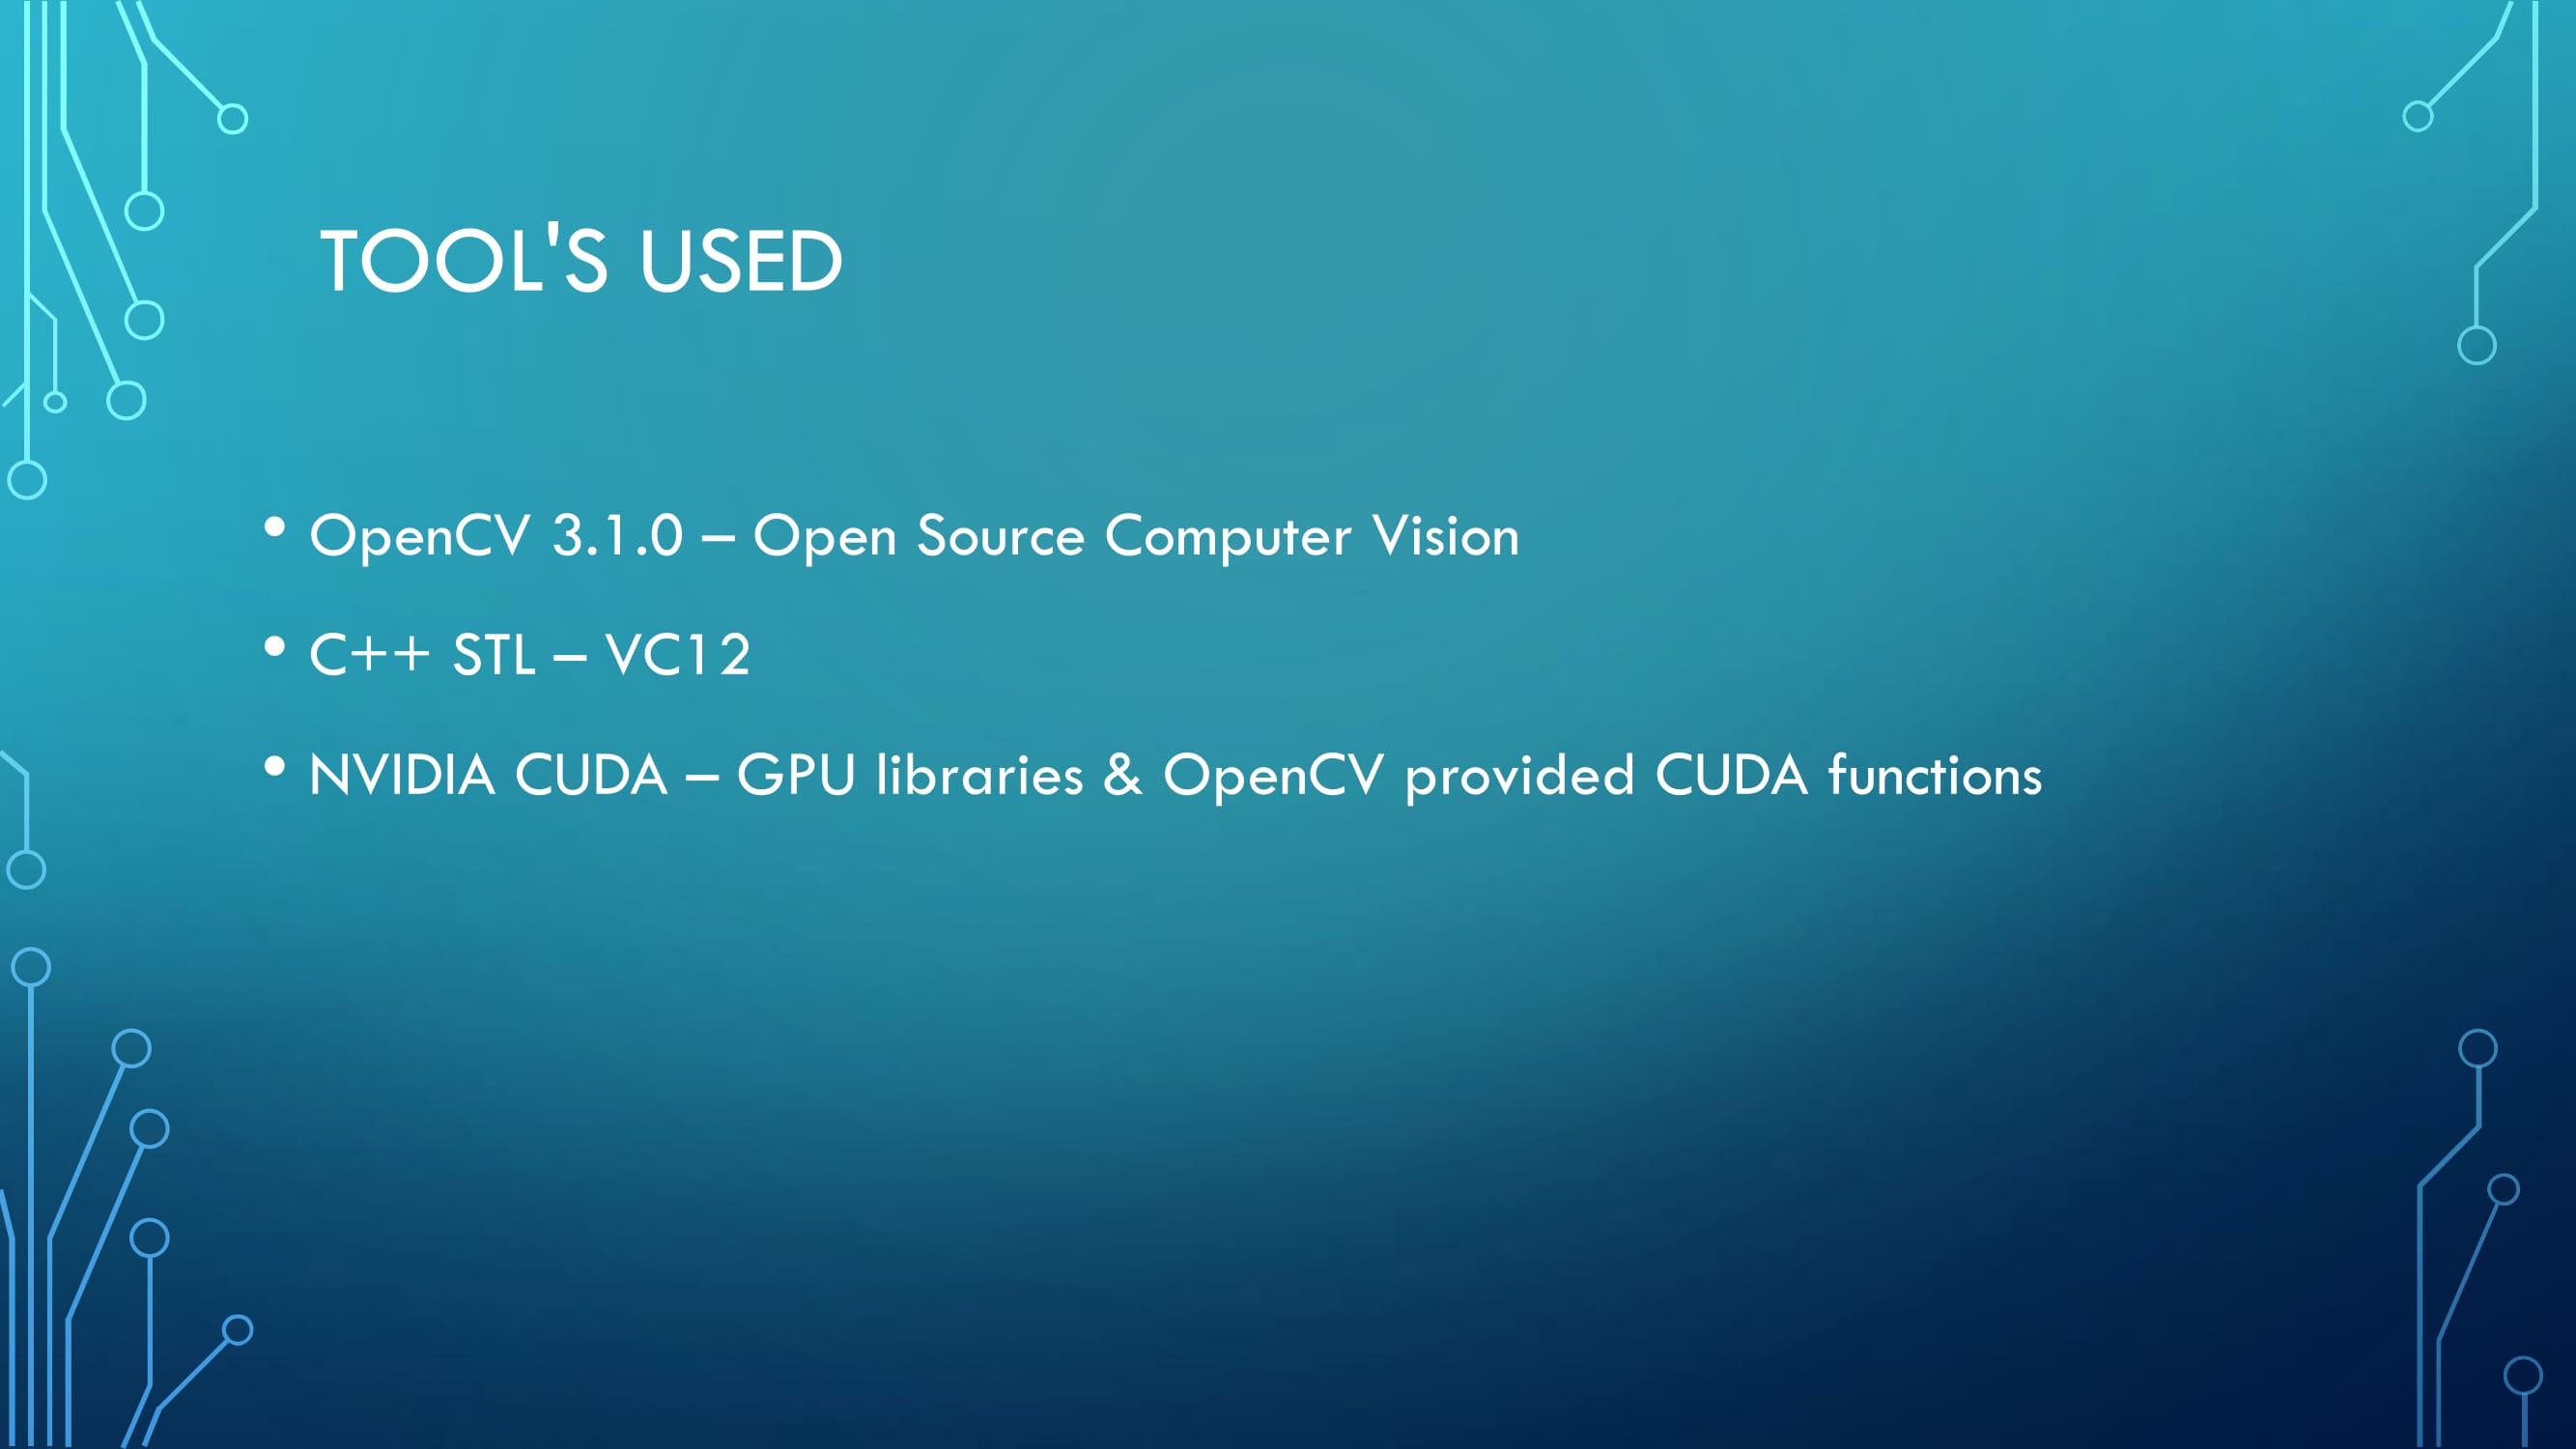 TOOL'S USED
• OpenCV 3.1.0 – Open Source Computer Vision
• C++ STL – VC12
• NVIDIA CUDA – GPU libraries & OpenCV provided CUDA functions